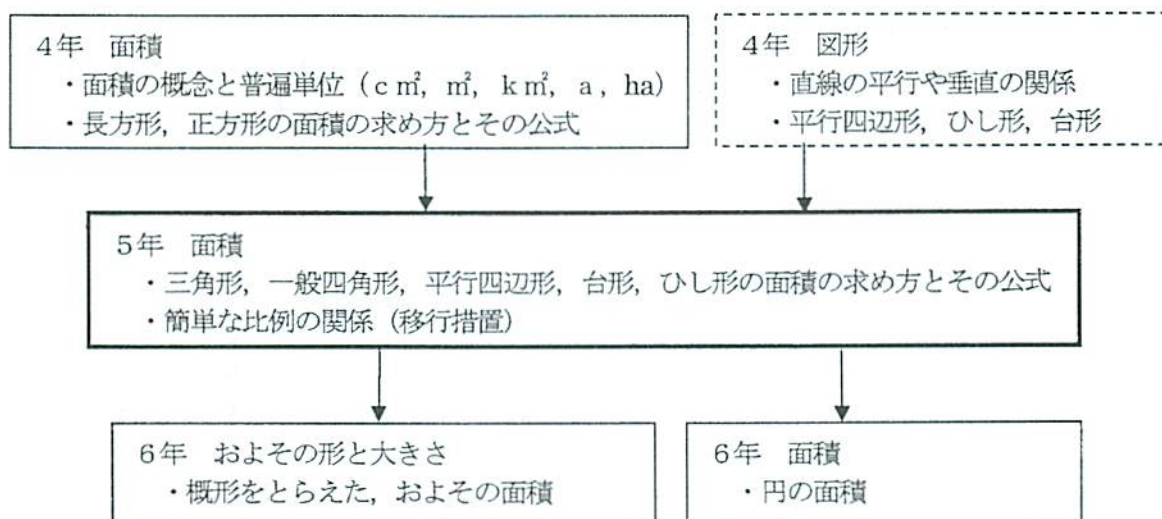 4年 面積
・面積の概念と普遍単位（c㎡, ㎡, k㎡, a, ha）
・長方形, 正方形の面積の求め方とその公式
4年 図形
・直線の平行や垂直の関係
・平行四辺形, ひし形, 台形
5年 面積
・三角形, 一般四角形, 平行四辺形, 台形, ひし形の面積の求め方とその公式
・簡単な比例の関係（移行措置）
6年 およその形と大きさ
・概形をとらえた, およその面積
6年 面積
・円の面積